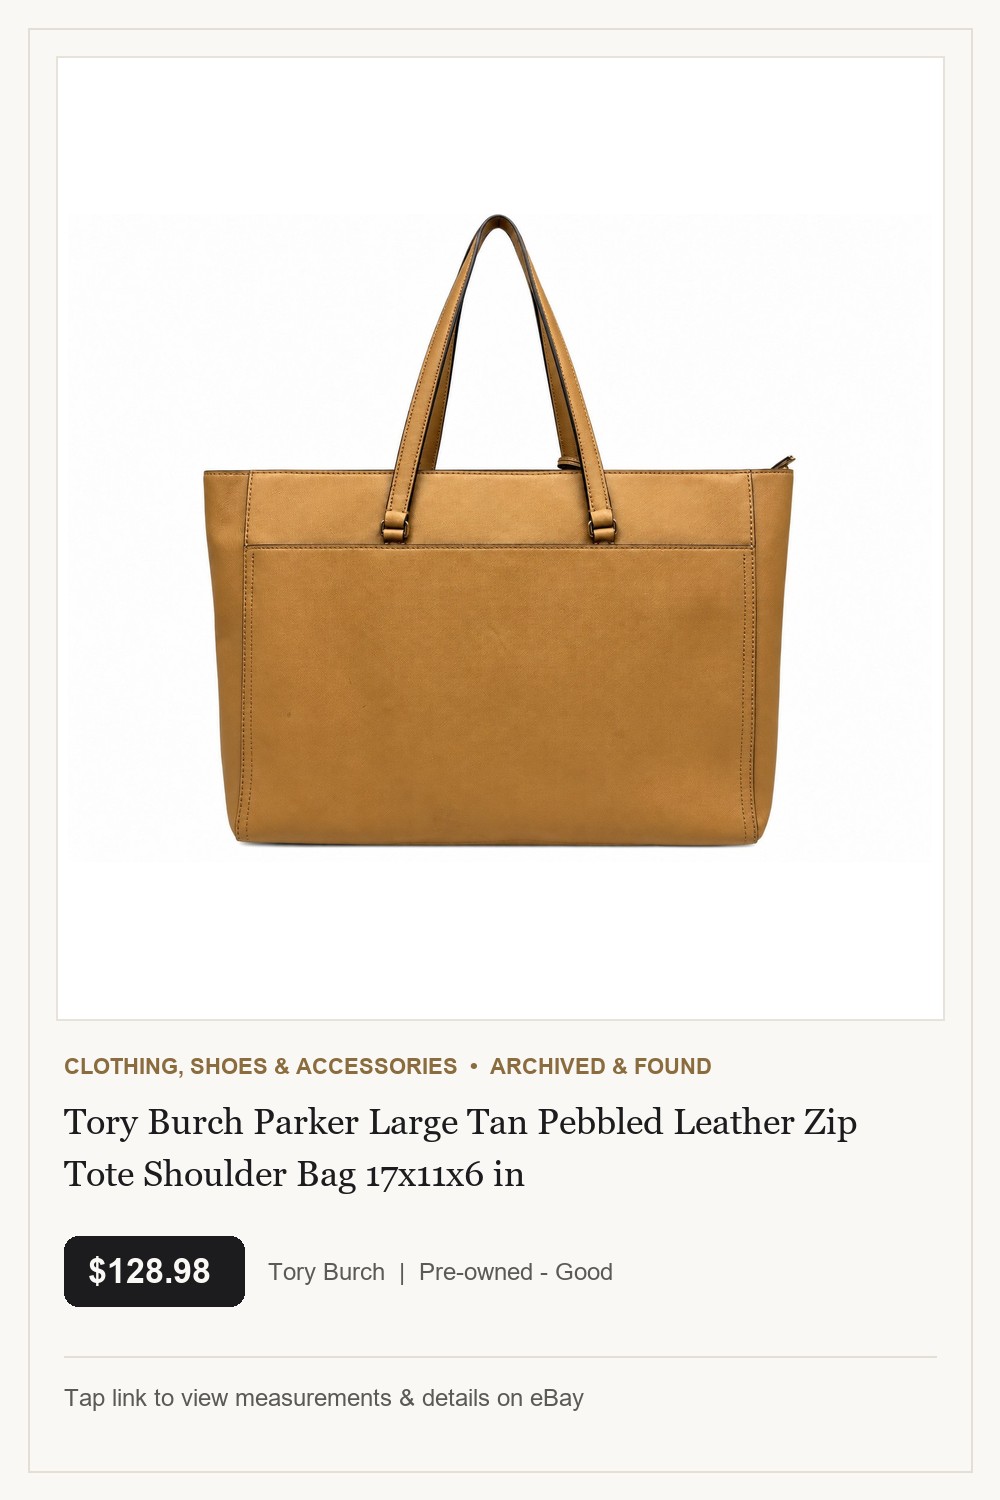 CLOTHING, SHOES & ACCESSORIES • ARCHIVED & FOUND
Tory Burch Parker Large Tan Pebbled Leather Zip
Tote Shoulder Bag 17x11x6 in
$128.98
Tory Burch | Pre-owned - Good
Tap link to view measurements & details on eBay